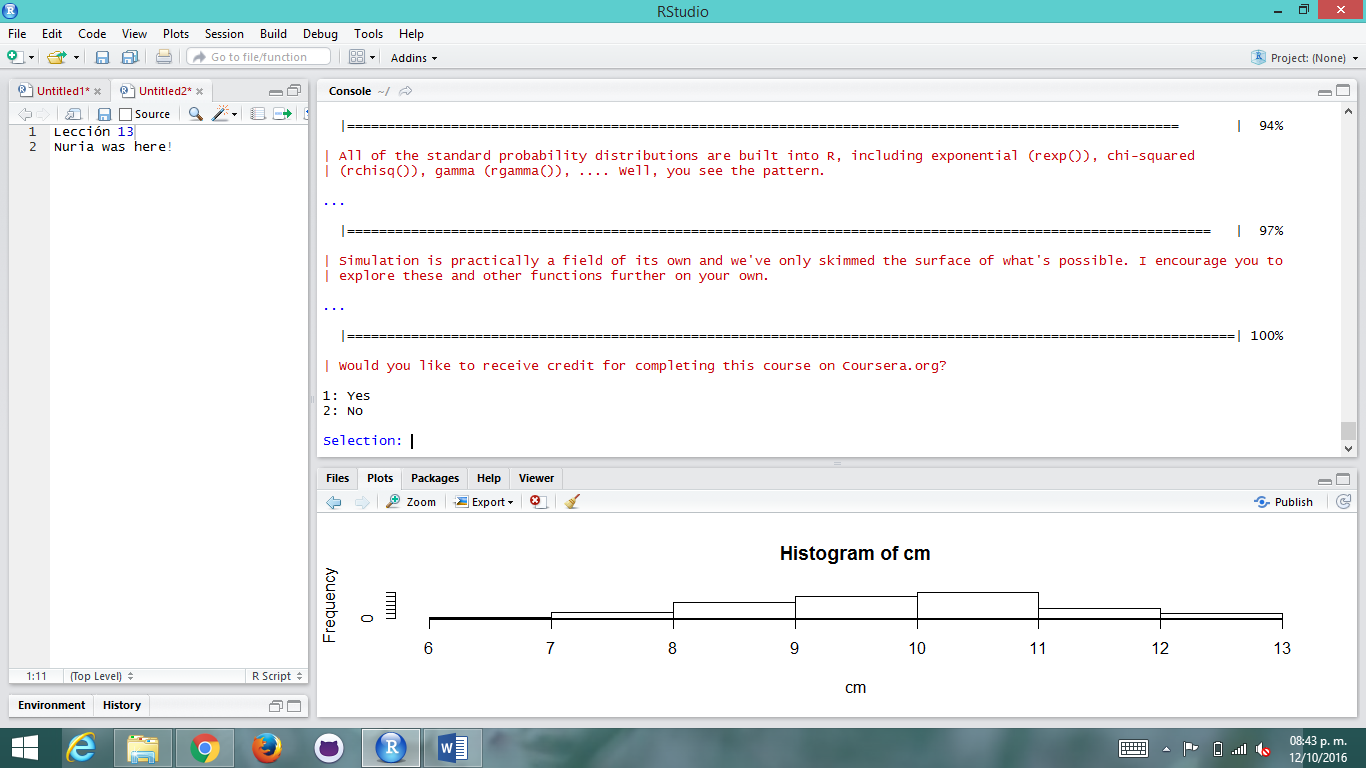 RStudio
File Edit Code View Plots Session Build Debug Tools Help
Go to file/function Addins Project: (None)
Untitled1* Untitled2*
Source
1 Lección 13
2 Nuria was here!
1:11 (Top Level) R Script
Environment History
Console ~/
|=========================================================================================================| 94%
| All of the standard probability distributions are built into R, including exponential (rexp()), chi-squared
| (rchisq()), gamma (rgamma()), .... Well, you see the pattern.
...
|=============================================================================================================| 97%
| Simulation is practically a field of its own and we've only skimmed the surface of what's possible. I encourage you to
| explore these and other functions further on your own.
...
|================================================================================================================| 100%
| Would you like to receive credit for completing this course on Coursera.org?
1: Yes
2: No
Selection:
Files Plots Packages Help Viewer
Zoom Export Publish
Histogram of cm
Frequency
0
6 7 8 9 10 11 12 13
cm
08:43 p. m.
12/10/2016